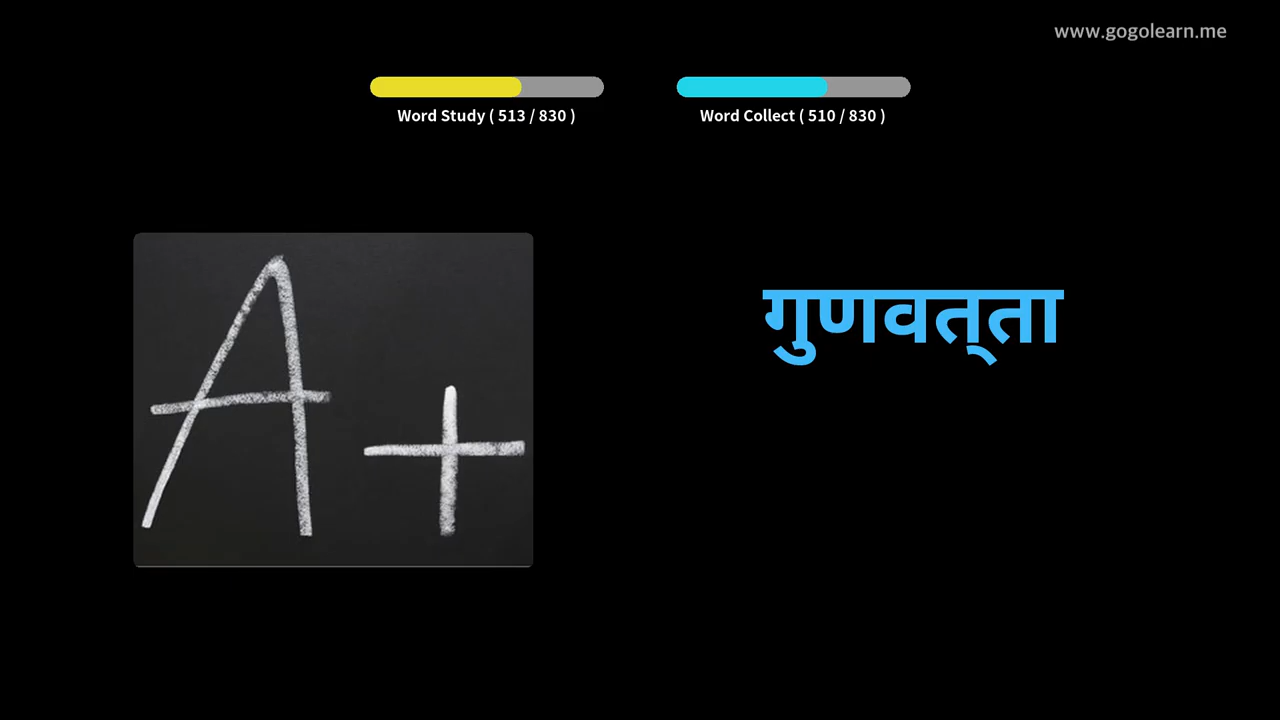 www.gogolearn.me
Word Study ( 513 / 830 )
Word Collect ( 510 / 830 )
A+
गुणवत्‌ता